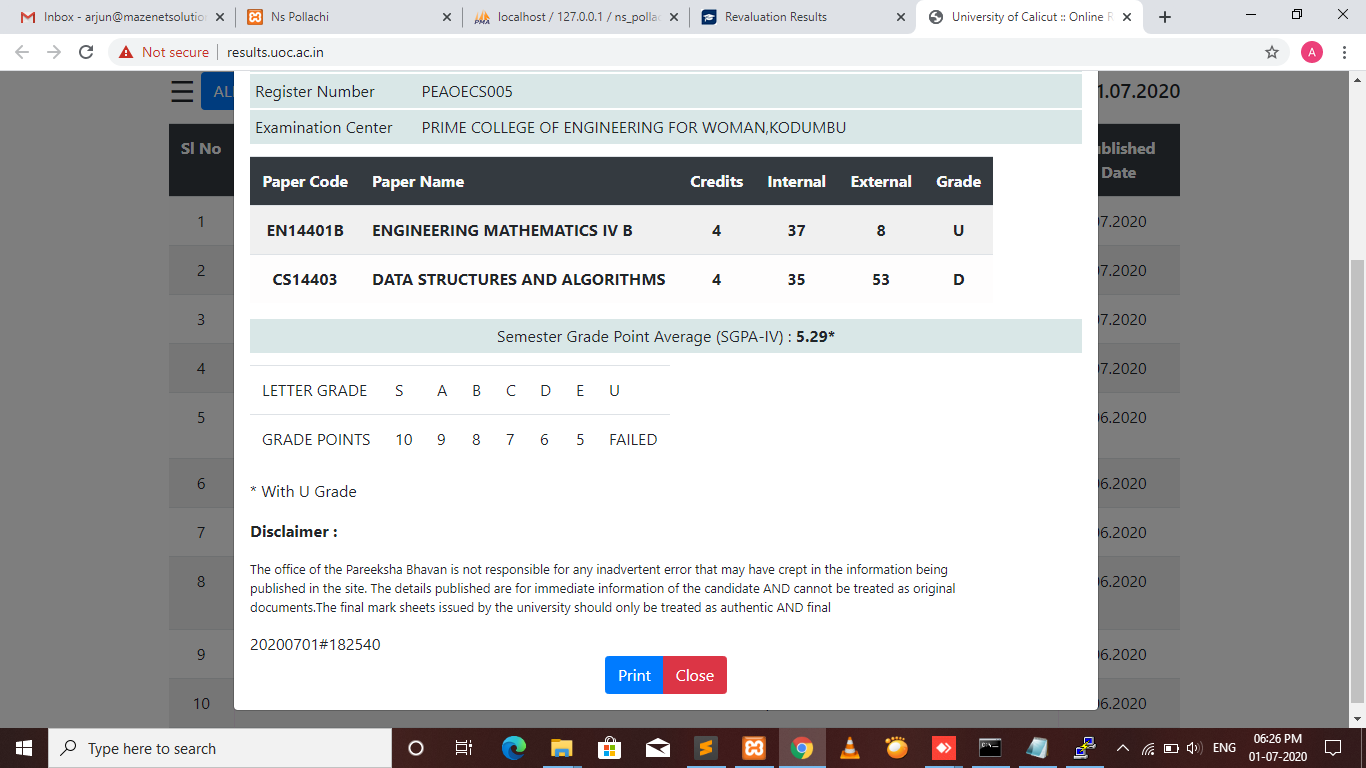 Inbox - arjun@mazenetsolutio
Ns Pollachi
localhost / 127.0.0.1 / ns_polla
Revaluation Results
University of Calicut :: Online R
Not secure | results.uoc.ac.in
A
AL
1.07.2020
Register Number PEAOECS005
Examination Center PRIME COLLEGE OF ENGINEERING FOR WOMAN,KODUMBU
Sl No
blished
Date
Paper Code Paper Name Credits Internal External Grade
EN14401B ENGINEERING MATHEMATICS IV B 4 37 8 U
CS14403 DATA STRUCTURES AND ALGORITHMS 4 35 53 D
Semester Grade Point Average (SGPA-IV) : 5.29*
LETTER GRADE S A B C D E U
GRADE POINTS 10 9 8 7 6 5 FAILED
* With U Grade
Disclaimer :
The office of the Pareeksha Bhavan is not responsible for any inadvertent error that may have crept in the information being
published in the site. The details published are for immediate information of the candidate AND cannot be treated as original
documents.The final mark sheets issued by the university should only be treated as authentic AND final
20200701#182540
Print Close
1 7.2020
2 7.2020
3 7.2020
4 7.2020
5 6.2020
6 6.2020
7 6.2020
8 6.2020
9 6.2020
10 6.2020
Type here to search
ENG
06:26 PM
01-07-2020